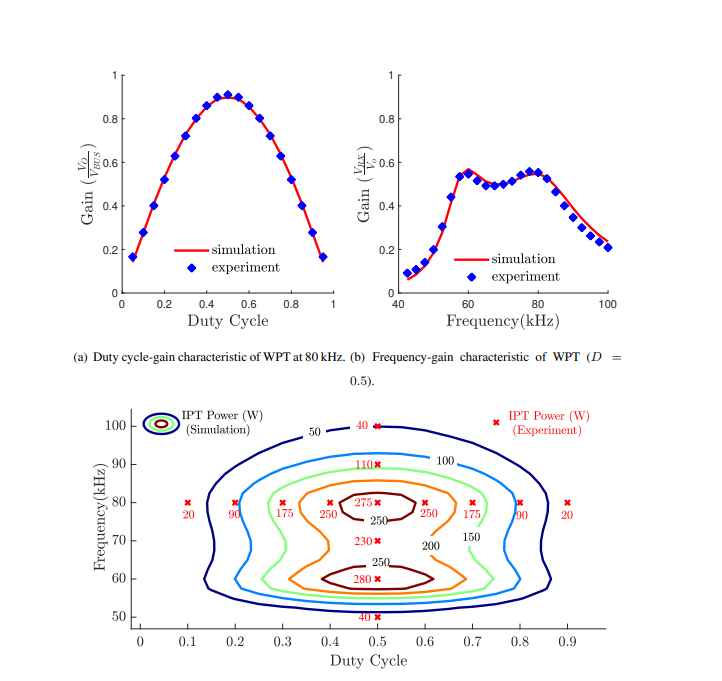 1
0.8
0.6
0.4
0.2
0
0 0.2 0.4 0.6 0.8 1
Gain (V_O/V_BUS)
Duty Cycle
simulation
experiment
1
0.8
0.6
0.4
0.2
0
40 60 80 100
Gain (V_RX/V_o)
Frequency(kHz)
simulation
experiment
(a) Duty cycle-gain characteristic of WPT at 80 kHz. (b) Frequency-gain characteristic of WPT (D =
0.5).
IPT Power (W)
(Simulation)
IPT Power (W)
(Experiment)
100
90
80
70
60
50
Frequency(kHz)
50 40
110 100
275
20 90 175 250 250 250 175 90 20
230 200 150
250
280
40
0 0.1 0.2 0.3 0.4 0.5 0.6 0.7 0.8 0.9
Duty Cycle